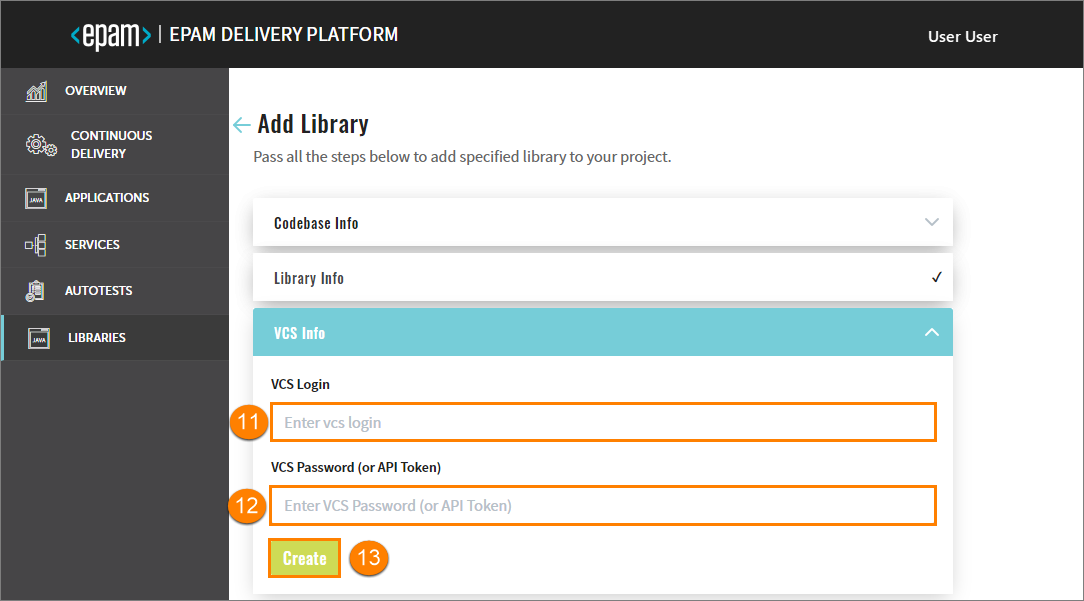 <epam> | EPAM DELIVERY PLATFORM
User User
OVERVIEW
CONTINUOUS
DELIVERY
JAVA
APPLICATIONS
SERVICES
AUTOTESTS
JAVA
LIBRARIES
Add Library
Pass all the steps below to add specified library to your project.
Codebase Info
Library Info
VCS Info
VCS Login
11
Enter vcs login
VCS Password (or API Token)
12
Enter VCS Password (or API Token)
Create
13